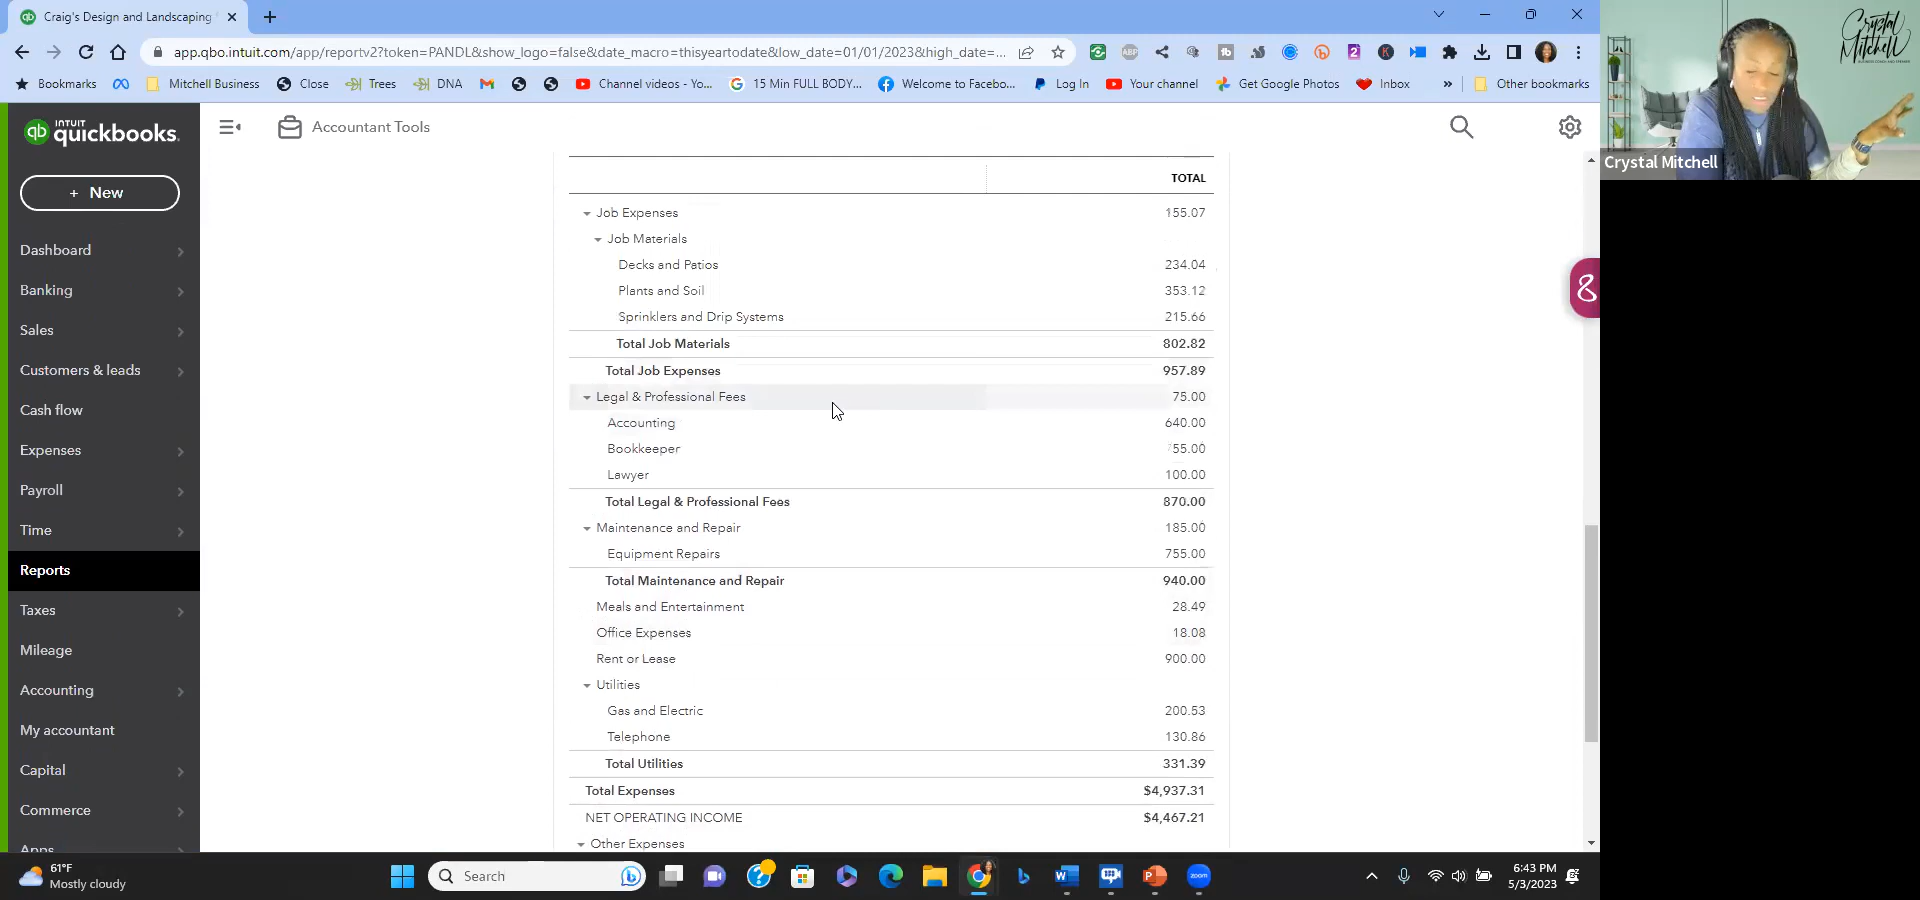 Craig's Design and Landscaping
app.qbo.intuit.com/app/reportv2?token=PANDL&show_logo=false&date_macro=thisyeartodate&low_date=01/01/2023&high_date=...
Bookmarks Mitchell Business Close Trees DNA Channel videos - Yo... 15 Min FULL BODY... Welcome to Facebo... Log In Your channel Get Google Photos Inbox » Other bookmarks
Crystal Mitchell
Crystal Mitchell
INTUIT
quickbooks.
Accountant Tools
+ New
Dashboard
Banking
Sales
Customers & leads
Cash flow
Expenses
Payroll
Time
Reports
Taxes
Mileage
Accounting
My accountant
Capital
Commerce
Apps
TOTAL
Job Expenses 155.07
Job Materials
Decks and Patios 234.04
Plants and Soil 353.12
Sprinklers and Drip Systems 215.66
Total Job Materials 802.82
Total Job Expenses 957.89
Legal & Professional Fees 75.00
Accounting 640.00
Bookkeeper 55.00
Lawyer 100.00
Total Legal & Professional Fees 870.00
Maintenance and Repair 185.00
Equipment Repairs 755.00
Total Maintenance and Repair 940.00
Meals and Entertainment 28.49
Office Expenses 18.08
Rent or Lease 900.00
Utilities
Gas and Electric 200.53
Telephone 130.86
Total Utilities 331.39
Total Expenses $4,937.31
NET OPERATING INCOME $4,467.21
Other Expenses
61°F
Mostly cloudy
Search
zoom
6:43 PM
5/3/2023